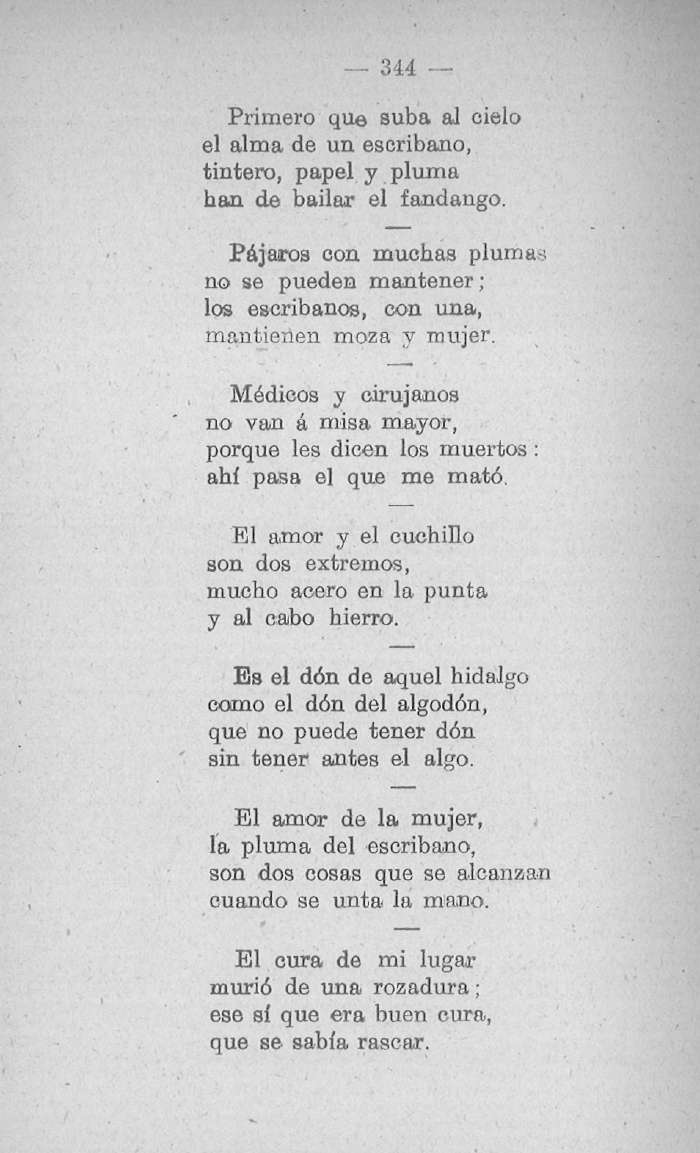 — 344 —
Primero que suba al cielo
el alma de un escribano,
tintero, papel y pluma
han de bailar el fandango.
—
Pájaros con muchas plumas
no se pueden mantener;
los escribanos, con una,
mantienen moza y mujer.
—
Médicos y cirujanos
no van á misa mayor,
porque les dicen los muertos:
ahí pasa el que me mató.
—
El amor y el cuchillo
son dos extremos,
mucho acero en la punta
y al cabo hierro.
—
Es el dón de aquel hidalgo
como el dón del algodón,
que no puede tener dón
sin tener antes el algo.
—
El amor de la mujer,
la pluma del escribano,
son dos cosas que se alcanzan
cuando se unta la mano.
—
El cura de mi lugar
murió de una rozadura;
ese sí que era buen cura,
que se sabía rascar.